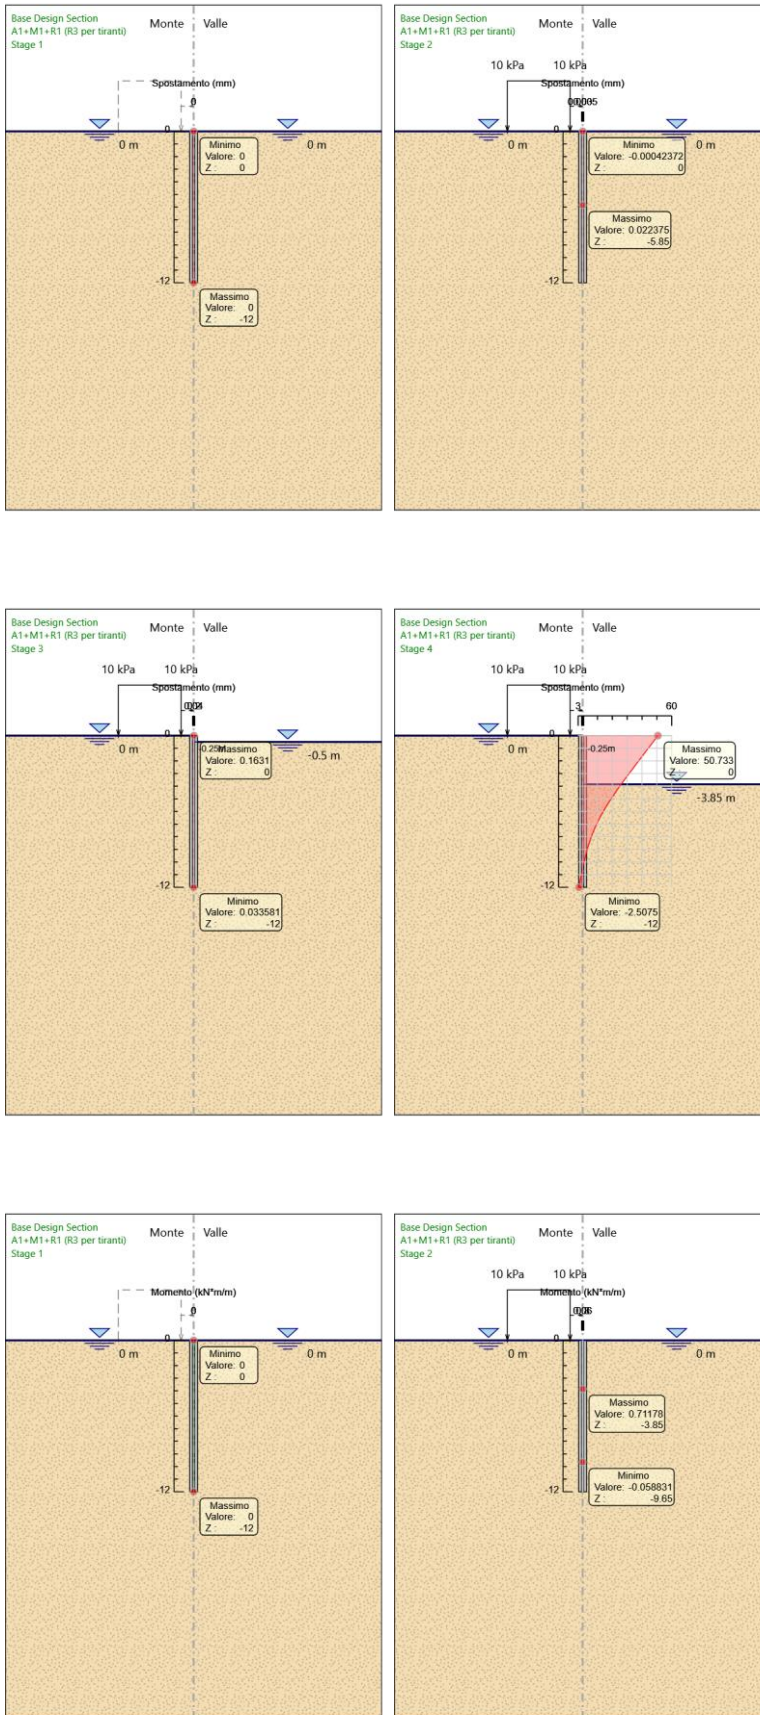 Base Design Section
A1+M1+R1 (R3 per tiranti)
Stage 1
Monte
Valle
Spostamento (mm)
0
0
0 m
0 m
Minimo
Valore: 0
Z : 0
-12
Massimo
Valore: 0
Z : -12
Base Design Section
A1+M1+R1 (R3 per tiranti)
Stage 2
Monte
Valle
10 kPa
10 kPa
Spostamento (mm)
0
0 m
0 m
Minimo
Valore: -0.00042372
Z : 0
Massimo
Valore: 0.022375
Z : -5.85
-12
Base Design Section
A1+M1+R1 (R3 per tiranti)
Stage 3
Monte
Valle
10 kPa
10 kPa
Spostamento (mm)
0
0 m
-0.25m
-0.5 m
Massimo
Valore: 0.1631
Z : 0
-12
Minimo
Valore: 0.033581
Z : -12
Base Design Section
A1+M1+R1 (R3 per tiranti)
Stage 4
Monte
Valle
10 kPa
10 kPa
Spostamento (mm)
3
60
0
0 m
-0.25m
Massimo
Valore: 50.733
Z : 0
-3.85 m
-12
Minimo
Valore: -2.5075
Z : -12
Base Design Section
A1+M1+R1 (R3 per tiranti)
Stage 1
Monte
Valle
Momento (kN*m/m)
0
0
0 m
0 m
Minimo
Valore: 0
Z : 0
-12
Massimo
Valore: 0
Z : -12
Base Design Section
A1+M1+R1 (R3 per tiranti)
Stage 2
Monte
Valle
10 kPa
10 kPa
Momento (kN*m/m)
0
0 m
0 m
Massimo
Valore: 0.71178
Z : -3.85
Minimo
Valore: -0.058831
Z : -9.65
-12